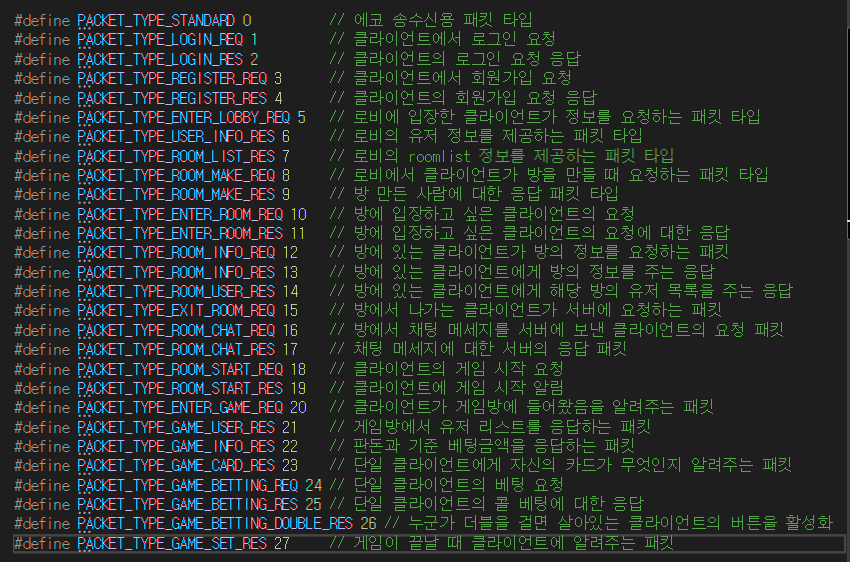 #define PACKET_TYPE_STANDARD 0 // 에코 송수신용 패킷 타입
#define PACKET_TYPE_LOGIN_REQ 1 // 클라이언트에서 로그인 요청
#define PACKET_TYPE_LOGIN_RES 2 // 클라이언트의 로그인 요청 응답
#define PACKET_TYPE_REGISTER_REQ 3 // 클라이언트에서 회원가입 요청
#define PACKET_TYPE_REGISTER_RES 4 // 클라이언트의 회원가입 요청 응답
#define PACKET_TYPE_ENTER_LOBBY_REQ 5 // 로비에 입장한 클라이언트가 정보를 요청하는 패킷 타입
#define PACKET_TYPE_USER_INFO_RES 6 // 로비의 유저 정보를 제공하는 패킷 타입
#define PACKET_TYPE_ROOM_LIST_RES 7 // 로비의 roomlist 정보를 제공하는 패킷 타입
#define PACKET_TYPE_ROOM_MAKE_REQ 8 // 로비에서 클라이언트가 방을 만들 때 요청하는 패킷 타입
#define PACKET_TYPE_ROOM_MAKE_RES 9 // 방 만든 사람에 대한 응답 패킷 타입
#define PACKET_TYPE_ENTER_ROOM_REQ 10 // 방에 입장하고 싶은 클라이언트의 요청
#define PACKET_TYPE_ENTER_ROOM_RES 11 // 방에 입장하고 싶은 클라이언트의 요청에 대한 응답
#define PACKET_TYPE_ROOM_INFO_REQ 12 // 방에 있는 클라이언트가 방의 정보를 요청하는 패킷
#define PACKET_TYPE_ROOM_INFO_RES 13 // 방에 있는 클라이언트에게 방의 정보를 주는 응답
#define PACKET_TYPE_ROOM_USER_RES 14 // 방에 있는 클라이언트에게 해당 방의 유저 목록을 주는 응답
#define PACKET_TYPE_EXIT_ROOM_REQ 15 // 방에서 나가는 클라이언트가 서버에 요청하는 패킷
#define PACKET_TYPE_ROOM_CHAT_REQ 16 // 방에서 채팅 메세지를 서버에 보낸 클라이언트의 요청 패킷
#define PACKET_TYPE_ROOM_CHAT_RES 17 // 채팅 메세지에 대한 서버의 응답 패킷
#define PACKET_TYPE_ROOM_START_REQ 18 // 클라이언트의 게임 시작 요청
#define PACKET_TYPE_ROOM_START_RES 19 // 클라이언트에 게임 시작 알림
#define PACKET_TYPE_ENTER_GAME_REQ 20 // 클라이언트가 게임방에 들어왔음을 알려주는 패킷
#define PACKET_TYPE_GAME_USER_RES 21 // 게임방에서 유저 리스트를 응답하는 패킷
#define PACKET_TYPE_GAME_INFO_RES 22 // 판돈과 기준 베팅금액을 응답하는 패킷
#define PACKET_TYPE_GAME_CARD_RES 23 // 단일 클라이언트에게 자신의 카드가 무엇인지 알려주는 패킷
#define PACKET_TYPE_GAME_BETTING_REQ 24 // 단일 클라이언트의 베팅 요청
#define PACKET_TYPE_GAME_BETTING_RES 25 // 단일 클라이언트의 콜 베팅에 대한 응답
#define PACKET_TYPE_GAME_BETTING_DOUBLE_RES 26 // 누군가 더블을 걸면 살아있는 클라이언트의 버튼을 활성화
#define PACKET_TYPE_GAME_SET_RES 27 // 게임이 끝날 때 클라이언트에 알려주는 패킷